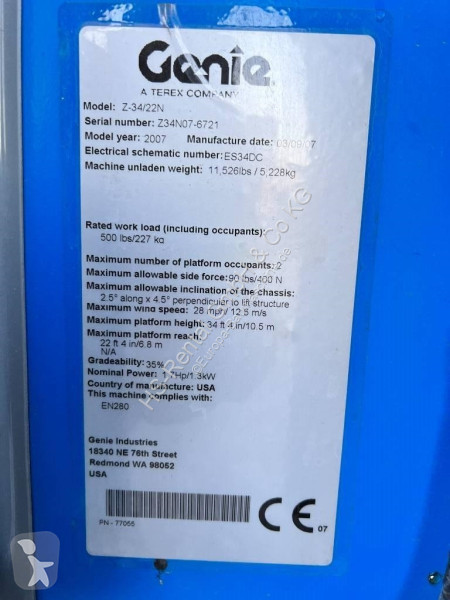 Genie
A TEREX COMPANY
Model: Z-34/22N
Serial number: Z34N07-6721
Model year: 2007 Manufacture date: 03/09/07
Electrical schematic number: ES34DC
Machine unladen weight: 11,526lbs / 5,228kg
Rated work load (including occupants):
500 lbs/227 kg
Maximum number of platform occupants: 2
Maximum allowable side force: 90 lbs/400 N
Maximum allowable inclination of the chassis:
2.5° along x 4.5° perpendicular to lift structure
Maximum wind speed: 28 mph/ 12.5 m/s
Maximum platform height: 34 ft 4 in/10.5 m
Maximum platform reach:
22 ft 4 in/6.8 m
N/A
Gradeability: 35%
Nominal Power: 1.7Hp/1.3kW
Country of manufacture: USA
This machine complies with:
EN280
Genie Industries
18340 NE 76th Street
Redmond WA 98052
USA
PN - 77055
CE 07